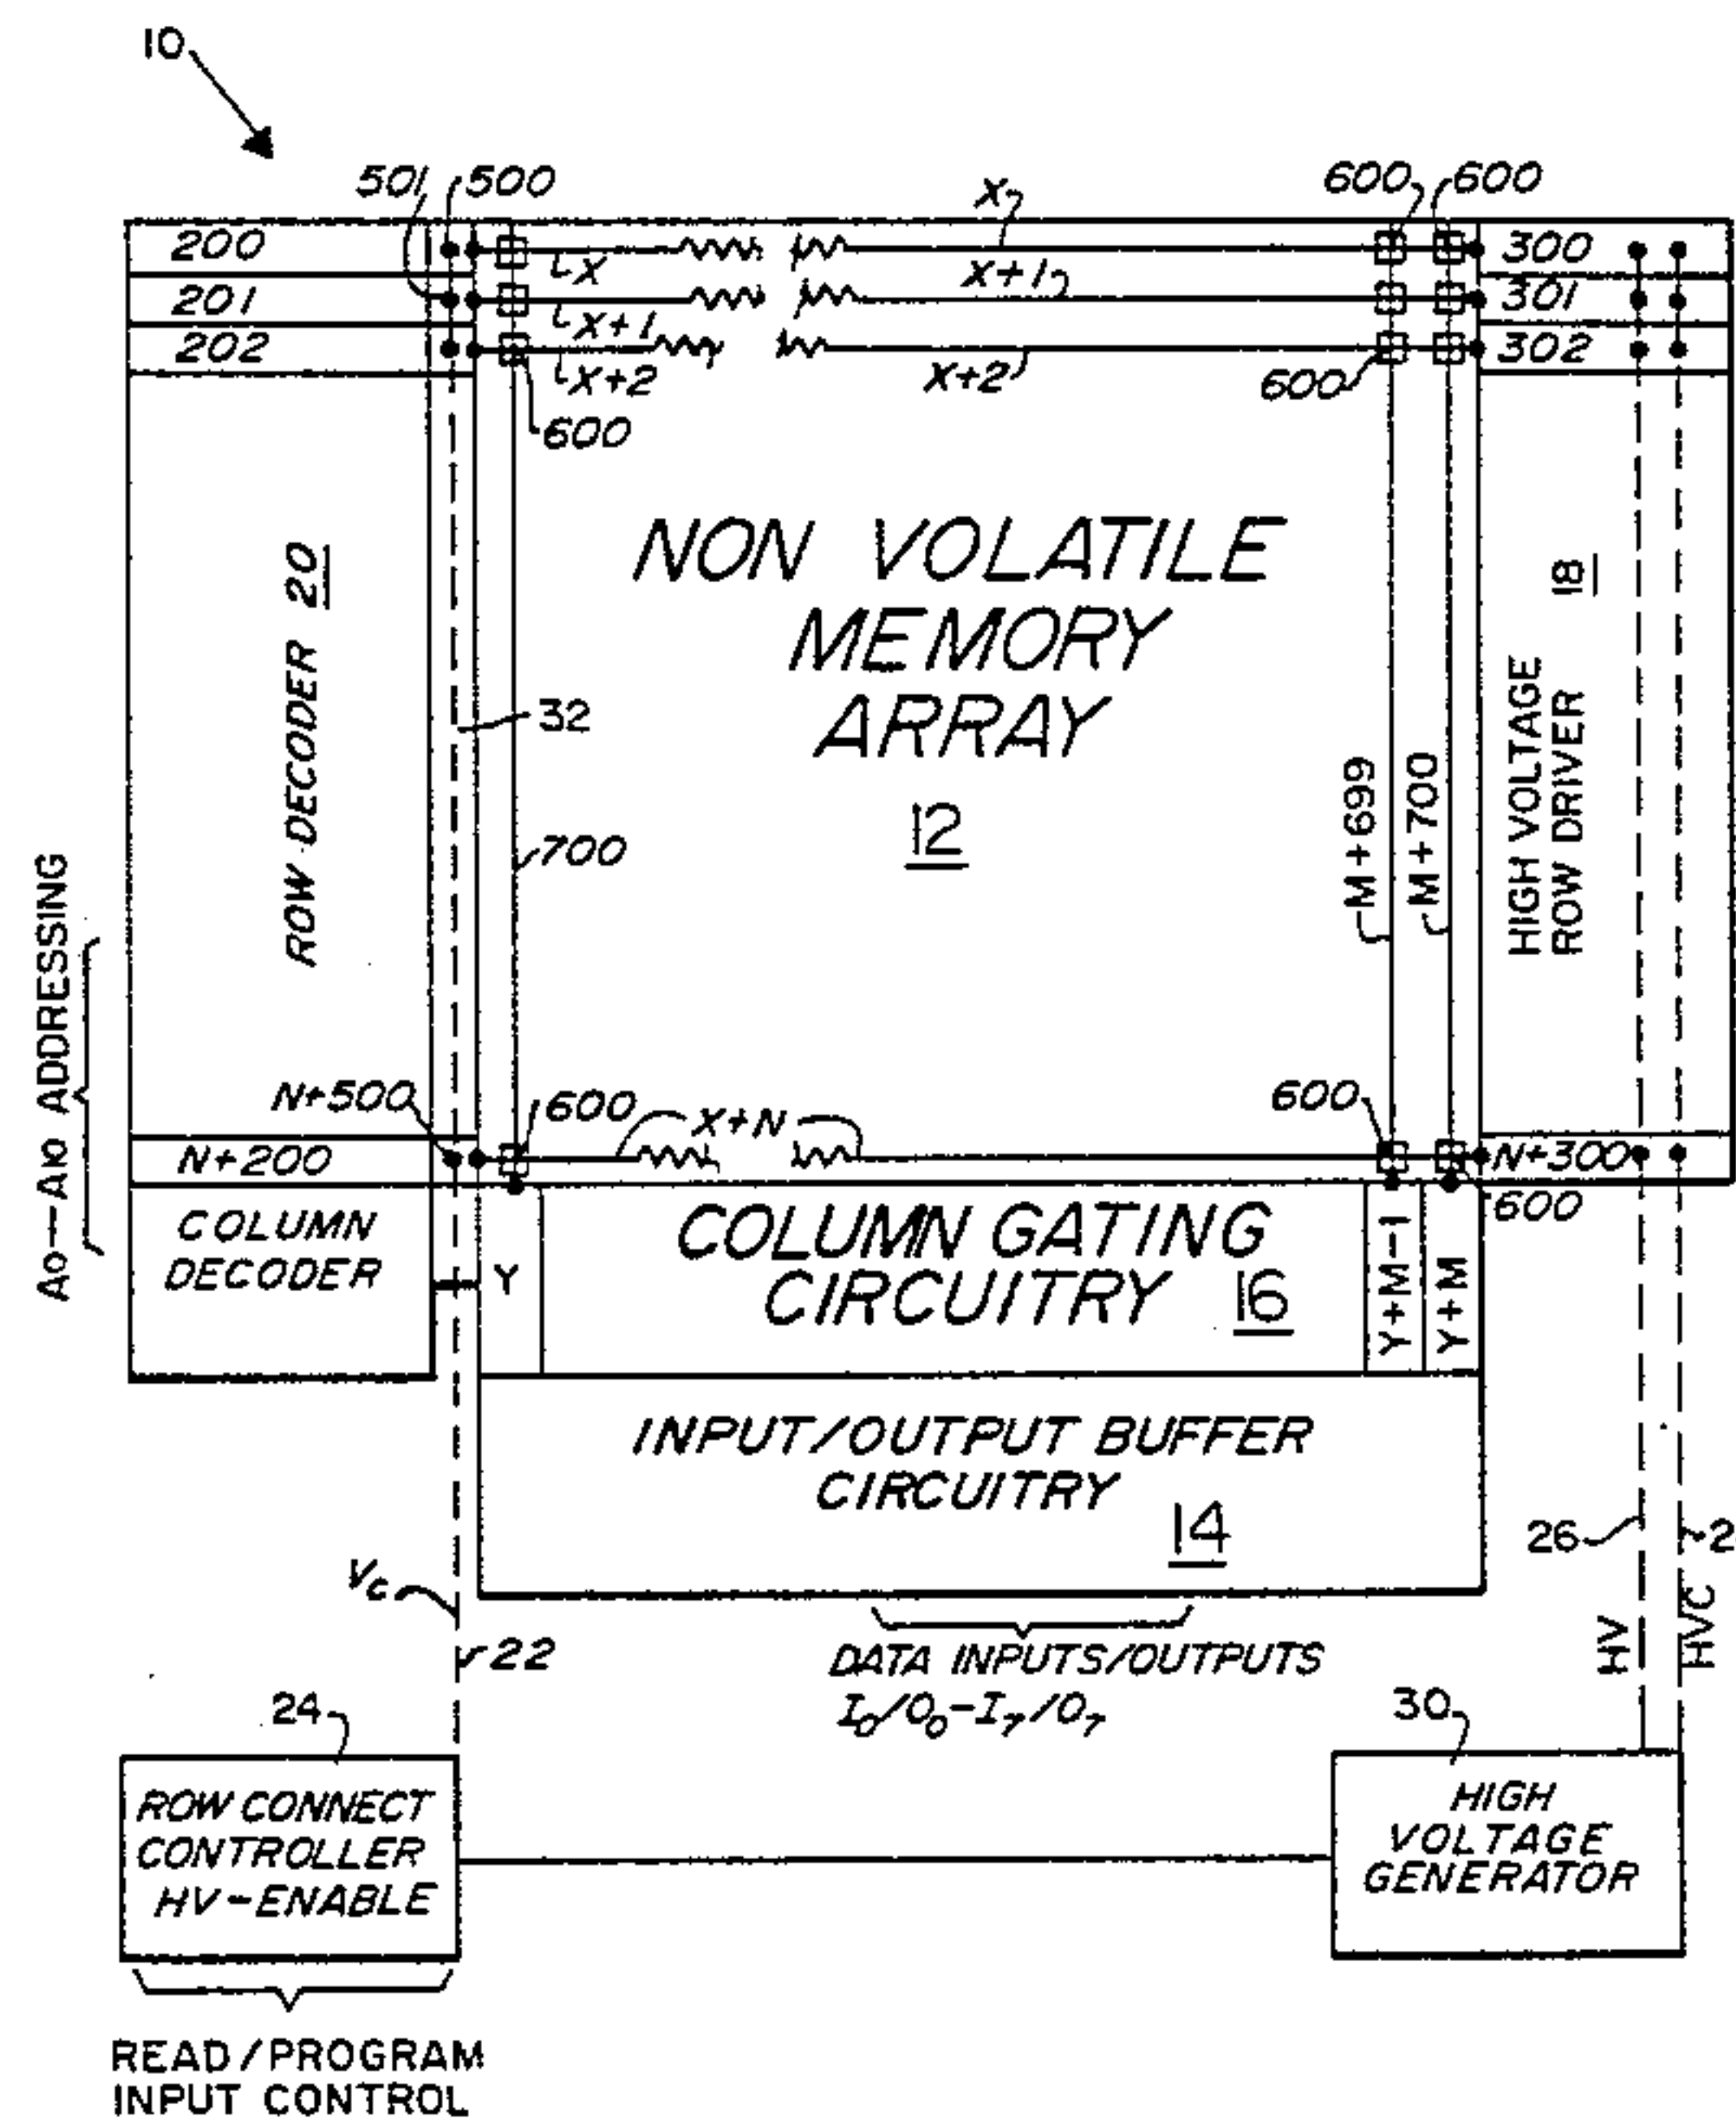 10
501 500 X 600 600
200 300
X X+1
201 301
X+1
202 302
X+2 X+2 600
600
NON VOLATILE
MEMORY
ARRAY
12
ROW DECODER 20
32
700
M+699
M+700
HIGH VOLTAGE
ROW DRIVER 18
A0--A10 ADDRESSING
N+500 600 X+N 600
N+200 N+300
600
COLUMN
DECODER
Y
COLUMN GATING
CIRCUITRY 16
Y+M-1
Y+M
INPUT/OUTPUT BUFFER
CIRCUITRY
14
26 2
Vc
HV
HVC
22
DATA INPUTS/OUTPUTS
I0/O0-I7/O7
24 30
ROW CONNECT
CONTROLLER
HV-ENABLE
HIGH
VOLTAGE
GENERATOR
READ/PROGRAM
INPUT CONTROL